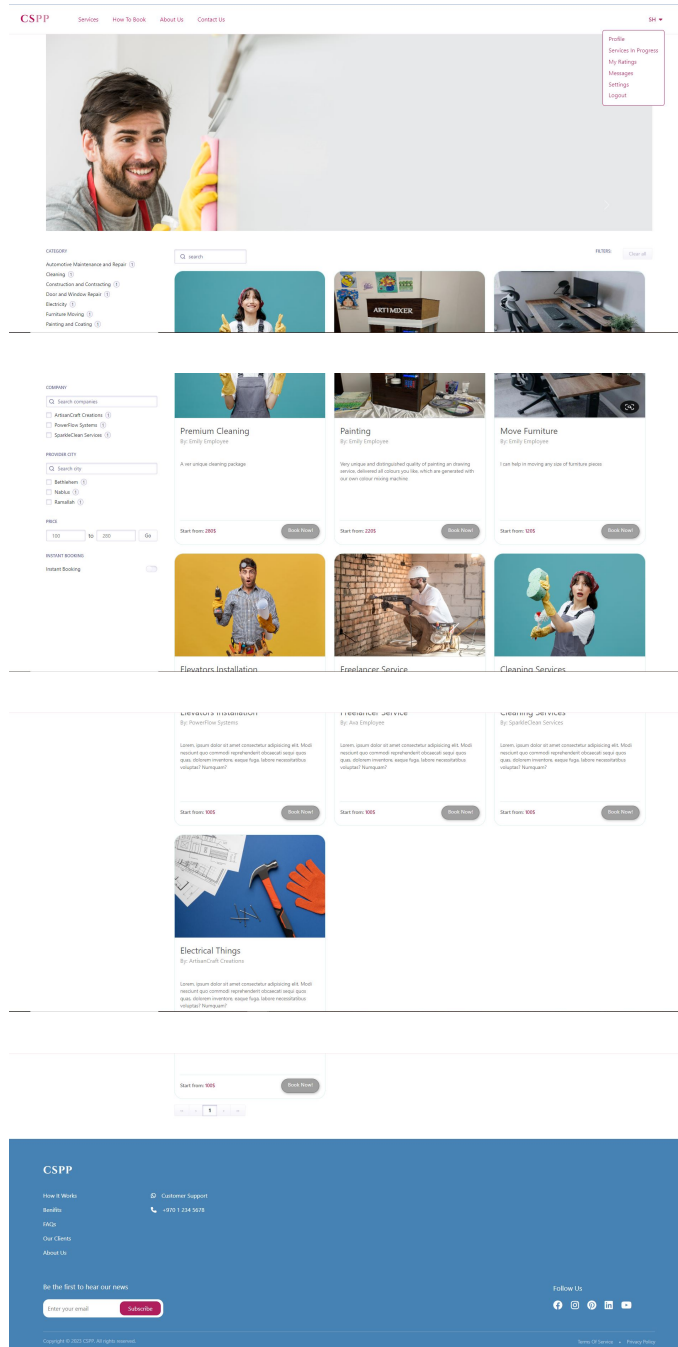 CSPP
Services How To Book About Us Contact Us
SH
Profile
Services In Progress
My Ratings
Messages
Settings
Logout
CATEGORY
Automotive Maintenance and Repair 1
Cleaning 1
Construction and Contracting 1
Door and Window Repair 1
Electricity 1
Furniture Moving 1
Painting and Coating 1
search
FILTERS
Clear all
ARTI MIXER
COMPANY
Search companies
ArtisanCraft Creations 1
PowerFlow Systems 1
SparkleClean Services 1
PROVIDER CITY
Search city
Bethlehem 1
Nablus 1
Ramallah 1
PRICE
100 to 200 Go
INSTANT BOOKING
Instant Booking
Premium Cleaning
By: Emily Employee
A ver unique cleaning package
Start from: 280$
Book Now!
Painting
By: Emily Employee
Very unique and distinguished quality of painting an drawing
service, delivered all colours you like, which are generated with
our own colour mixing machine
Start from: 220$
Book Now!
Move Furniture
By: Emily Employee
I can help in moving any size of furniture pieces
Start from: 120$
Book Now!
Elevators Installation
Freelancer Service
Cleaning Services
Elevators Installation
By: PowerFlow Systems
Lorem, ipsum dolor sit amet consectetur adipisicing elit. Modi
nesciunt quo commodi reprehenderit obcaecati sequi quos
quas, dolorem inventore, eaque fuga, labore necessitatibus
voluptas? Numquam?
Start from: 100$
Book Now!
Freelancer Service
By: Ava Employee
Lorem, ipsum dolor sit amet consectetur adipisicing elit. Modi
nesciunt quo commodi reprehenderit obcaecati sequi quos
quas, dolorem inventore, eaque fuga, labore necessitatibus
voluptas? Numquam?
Start from: 100$
Book Now!
Cleaning Services
By: SparkleClean Services
Lorem, ipsum dolor sit amet consectetur adipisicing elit. Modi
nesciunt quo commodi reprehenderit obcaecati sequi quos
quas, dolorem inventore, eaque fuga, labore necessitatibus
voluptas? Numquam?
Start from: 100$
Book Now!
Electrical Things
By: ArtisanCraft Creations
Lorem, ipsum dolor sit amet consectetur adipisicing elit. Modi
nesciunt quo commodi reprehenderit obcaecati sequi quos
quas, dolorem inventore, eaque fuga, labore necessitatibus
voluptas? Numquam?
Start from: 100$
Book Now!
« ‹ 1 › »
CSPP
How It Works
Benifits
FAQs
Our Clients
About Us
Customer Support
+970 1 234 5678
Be the first to hear our news
Enter your email
Subscribe
Follow Us
Copyright © 2023 CSPP. All rights reserved.
Terms Of Service • Privacy Policy